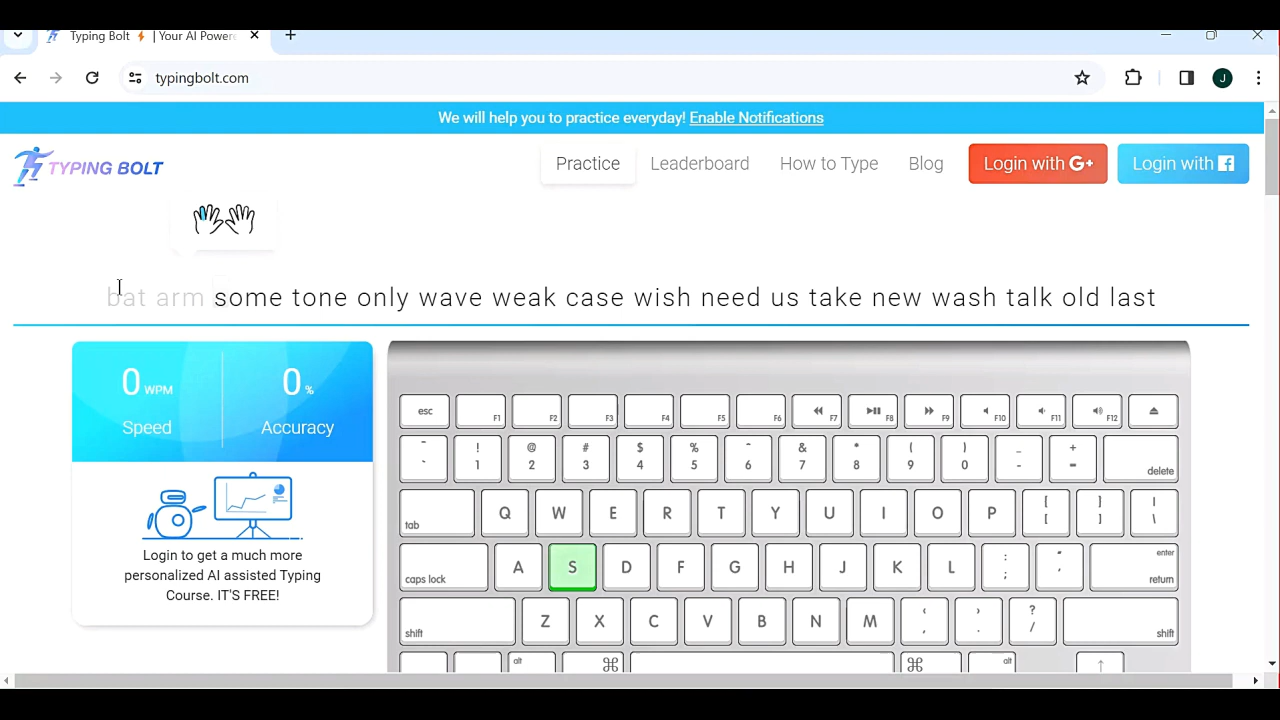 Typing Bolt | Your AI Powere
typingbolt.com
J
We will help you to practice everyday! Enable Notifications
TYPING BOLT
Practice Leaderboard How to Type Blog Login with G+ Login with f
bat arm some tone only wave weak case wish need us take new wash talk old last
0 WPM 0 %
Speed Accuracy
Login to get a much more
personalized AI assisted Typing
Course. IT'S FREE!
esc F1 F2 F3 F4 F5 F6 F7 F8 F9 F10 F11 F12
~ ! @ # $ % ^ & * ( ) _ +
` 1 2 3 4 5 6 7 8 9 0 - = delete
tab Q W E R T Y U I O P [ [ ] ] | \
caps lock A S D F G H J K L : ; " ' enter return
shift Z X C V B N M , . ? / shift
alt ⌘ ⌘ alt